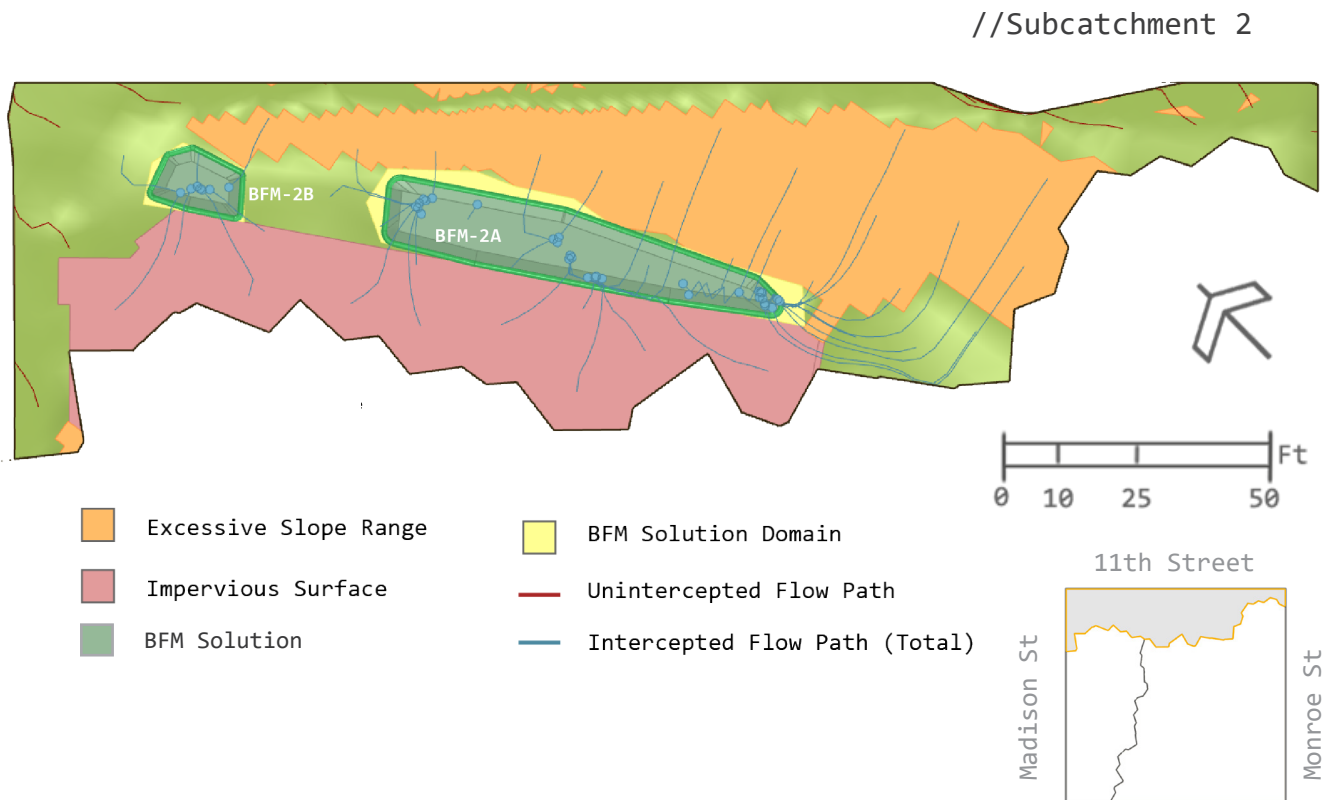 //Subcatchment 2
BFM-2B
BFM-2A
Ft
0 10 25 50
Excessive Slope Range
Impervious Surface
BFM Solution
BFM Solution Domain
Unintercepted Flow Path
Intercepted Flow Path (Total)
11th Street
Madison St
Monroe St